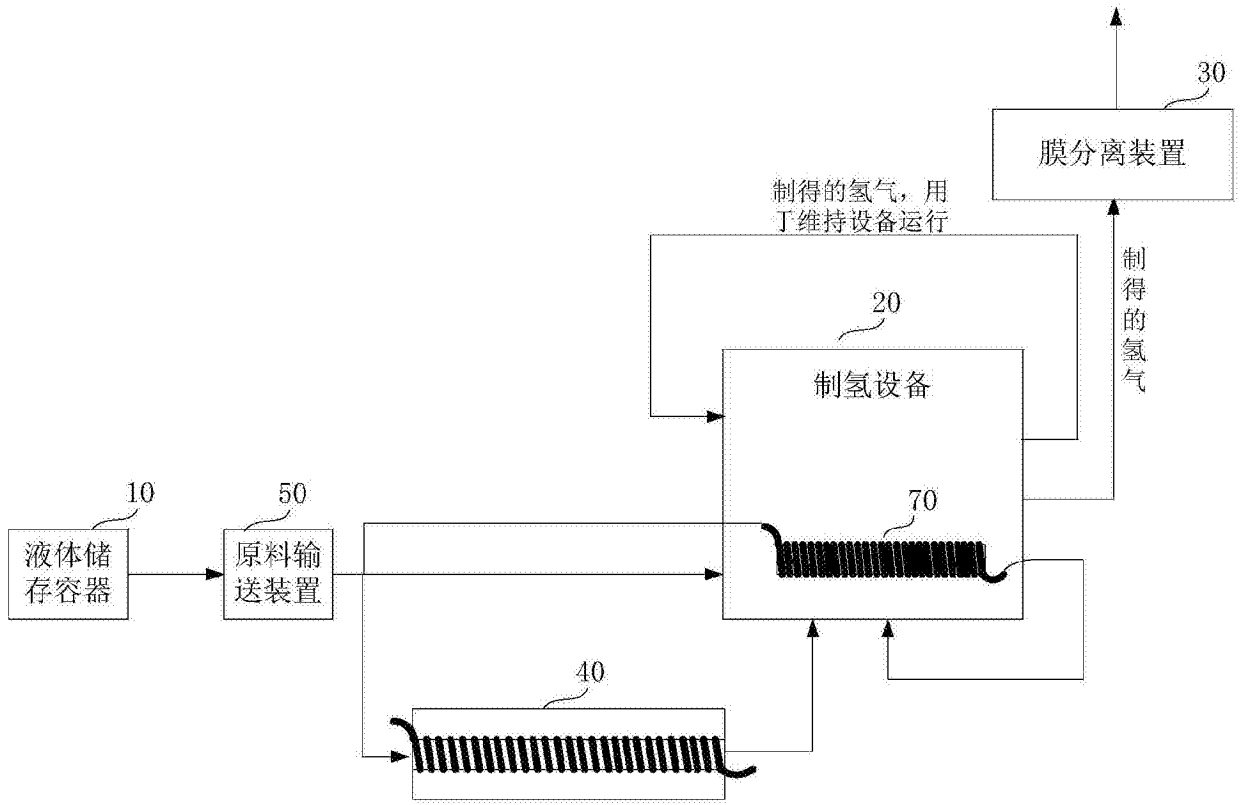 30
膜分离装置
制得的氢气，用
于维持设备运行
制得的氢气
20
制氢设备
10
50
70
液体储
存容器
原料输
送装置
40